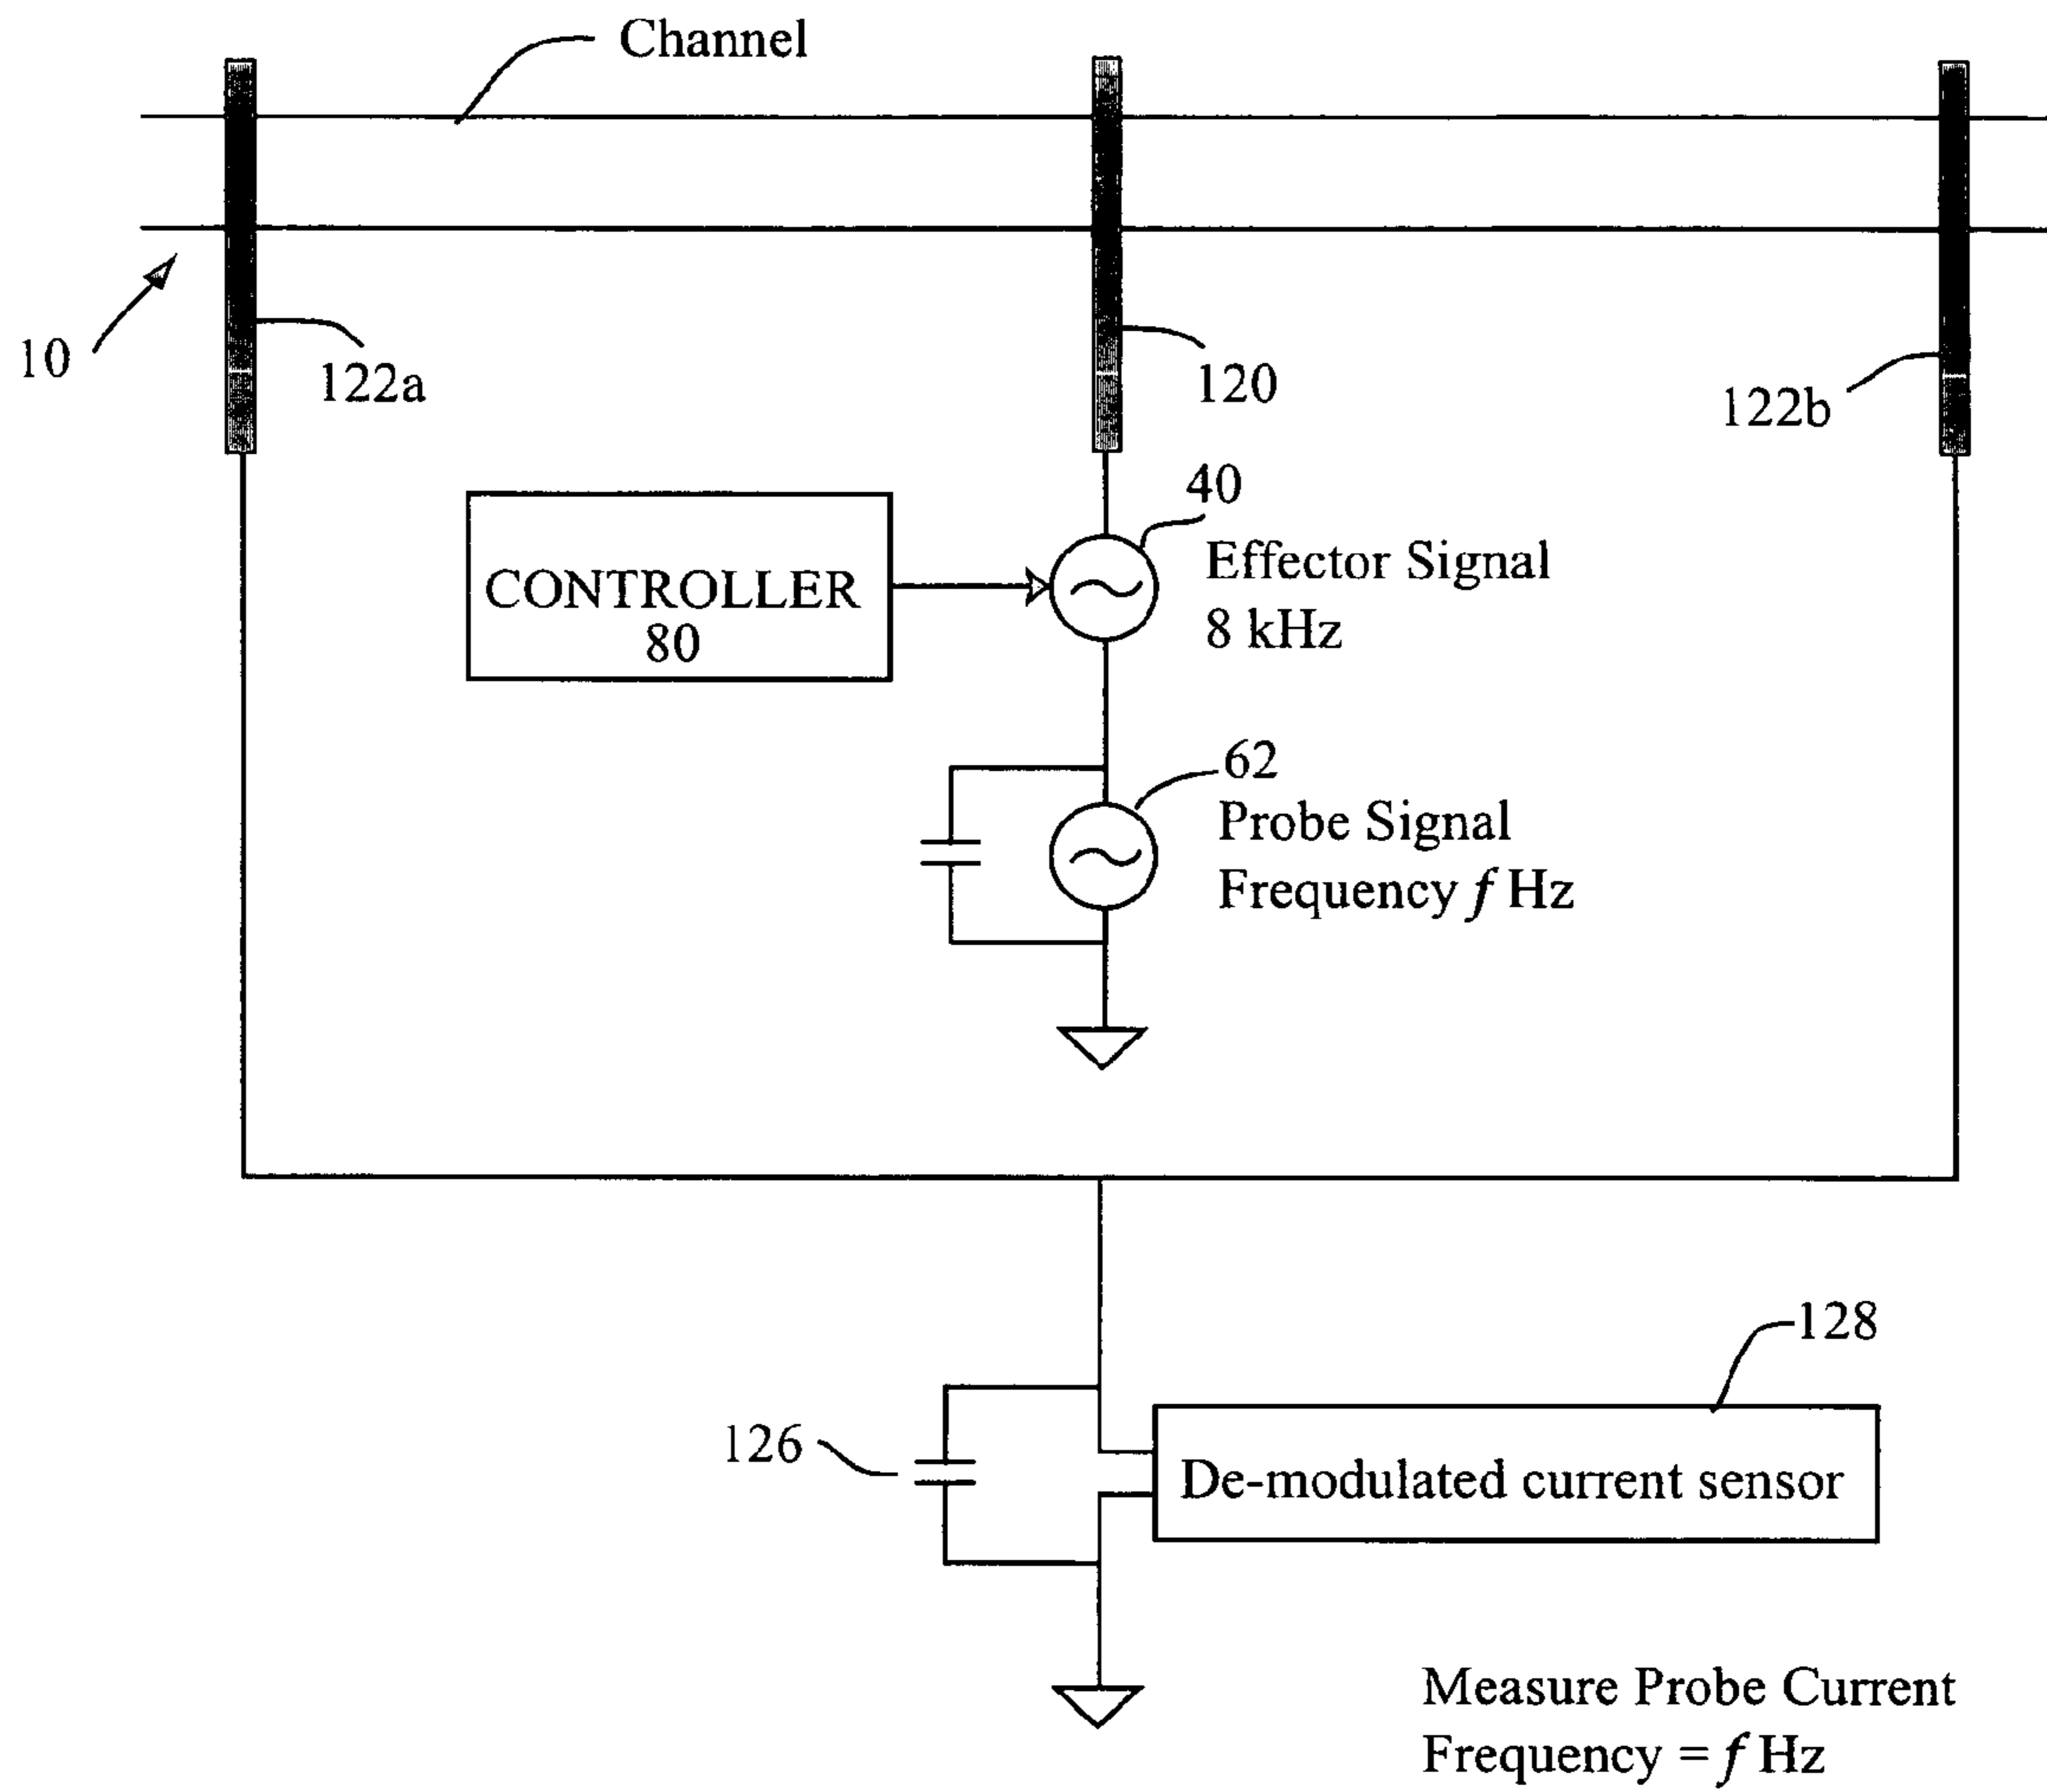 Channel
10
122a
120
122b
40
Effector Signal
8 kHz
CONTROLLER
80
62
Probe Signal
Frequency f Hz
128
126
De-modulated current sensor
Measure Probe Current
Frequency = f Hz